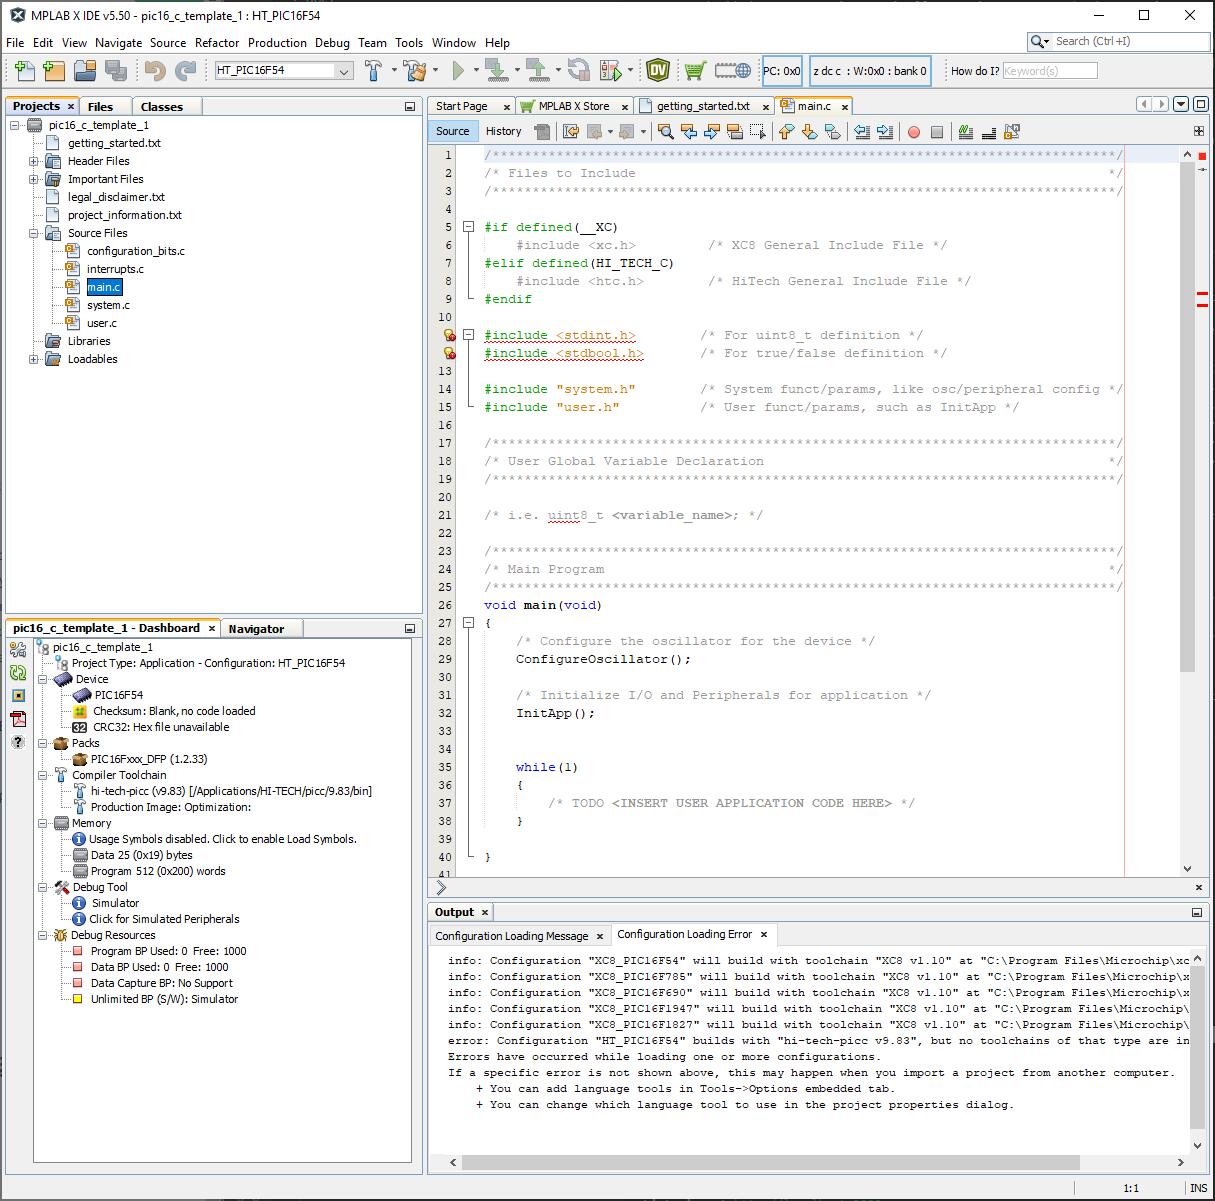 MPLAB X IDE v5.50 - pic16_c_template_1 : HT_PIC16F54
File Edit View Navigate Source Refactor Production Debug Team Tools Window Help
Search (Ctrl+I)
HT_PIC16F54
DV
PC: 0x0
z dc c : W:0x0 : bank 0
How do I?
Keyword(s)
Projects
Files
Classes
pic16_c_template_1
getting_started.txt
Header Files
Important Files
legal_disclaimer.txt
project_information.txt
Source Files
configuration_bits.c
interrupts.c
main.c
system.c
user.c
Libraries
Loadables
pic16_c_template_1 - Dashboard
Navigator
pic16_c_template_1
Project Type: Application - Configuration: HT_PIC16F54
Device
PIC16F54
Checksum: Blank, no code loaded
32 CRC32: Hex file unavailable
Packs
PIC16Fxxx_DFP (1.2.33)
Compiler Toolchain
hi-tech-picc (v9.83) [/Applications/HI-TECH/picc/9.83/bin]
Production Image: Optimization:
Memory
Usage Symbols disabled. Click to enable Load Symbols.
Data 25 (0x19) bytes
Program 512 (0x200) words
Debug Tool
Simulator
Click for Simulated Peripherals
Debug Resources
Program BP Used: 0 Free: 1000
Data BP Used: 0 Free: 1000
Data Capture BP: No Support
Unlimited BP (S/W): Simulator
Start Page
MPLAB X Store
getting_started.txt
main.c
Source
History
1 /******************************************************************************/
2 /* Files to Include */
3 /******************************************************************************/
4
5 #if defined(__XC)
6 #include <xc.h> /* XC8 General Include File */
7 #elif defined(HI_TECH_C)
8 #include <htc.h> /* HiTech General Include File */
9 #endif
10
#include <stdint.h> /* For uint8_t definition */
#include <stdbool.h> /* For true/false definition */
13
14 #include "system.h" /* System funct/params, like osc/peripheral config */
15 #include "user.h" /* User funct/params, such as InitApp */
16
17 /******************************************************************************/
18 /* User Global Variable Declaration */
19 /******************************************************************************/
20
21 /* i.e. uint8_t <variable_name>; */
22
23 /******************************************************************************/
24 /* Main Program */
25 /******************************************************************************/
26 void main(void)
27 {
28 /* Configure the oscillator for the device */
29 ConfigureOscillator();
30
31 /* Initialize I/O and Peripherals for application */
32 InitApp();
33
34
35 while(1)
36 {
37 /* TODO <INSERT USER APPLICATION CODE HERE> */
38 }
39
40 }
41
Output
Configuration Loading Message
Configuration Loading Error
info: Configuration "XC8_PIC16F54" will build with toolchain "XC8 v1.10" at "C:\Program Files\Microchip\xc
info: Configuration "XC8_PIC16F785" will build with toolchain "XC8 v1.10" at "C:\Program Files\Microchip\x
info: Configuration "XC8_PIC16F690" will build with toolchain "XC8 v1.10" at "C:\Program Files\Microchip\x
info: Configuration "XC8_PIC16F1947" will build with toolchain "XC8 v1.10" at "C:\Program Files\Microchip\
info: Configuration "XC8_PIC16F1827" will build with toolchain "XC8 v1.10" at "C:\Program Files\Microchip\
error: Configuration "HT_PIC16F54" builds with "hi-tech-picc v9.83", but no toolchains of that type are in
Errors have occurred while loading one or more configurations.
If a specific error is not shown above, this may happen when you import a project from another computer.
+ You can add language tools in Tools->Options embedded tab.
+ You can change which language tool to use in the project properties dialog.
1:1
INS